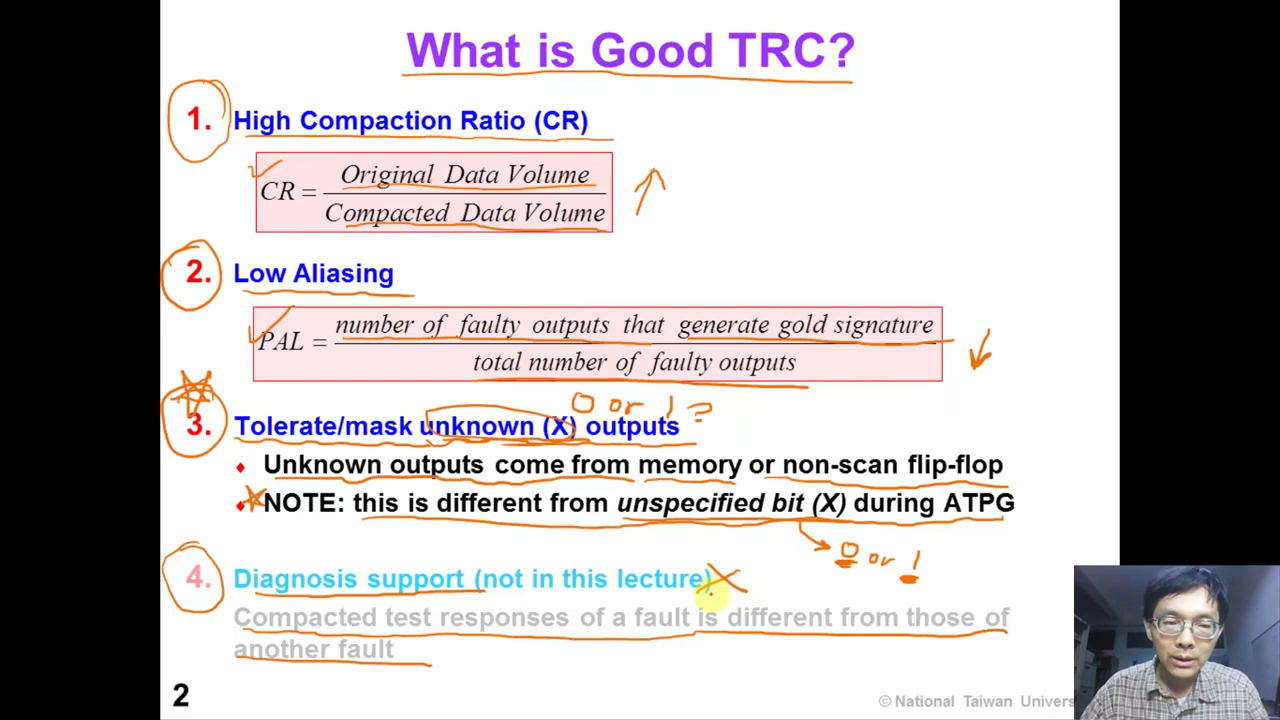 What is Good TRC?
1. High Compaction Ratio (CR)
CR = Original Data Volume
Compacted Data Volume
2. Low Aliasing
PAL = number of faulty outputs that generate gold signature
total number of faulty outputs
0 or 1 ?
3. Tolerate/mask unknown (X) outputs
♦ Unknown outputs come from memory or non-scan flip-flop
♦ NOTE: this is different from unspecified bit (X) during ATPG
0 or 1
4. Diagnosis support (not in this lecture)
Compacted test responses of a fault is different from those of
another fault
2
© National Taiwan